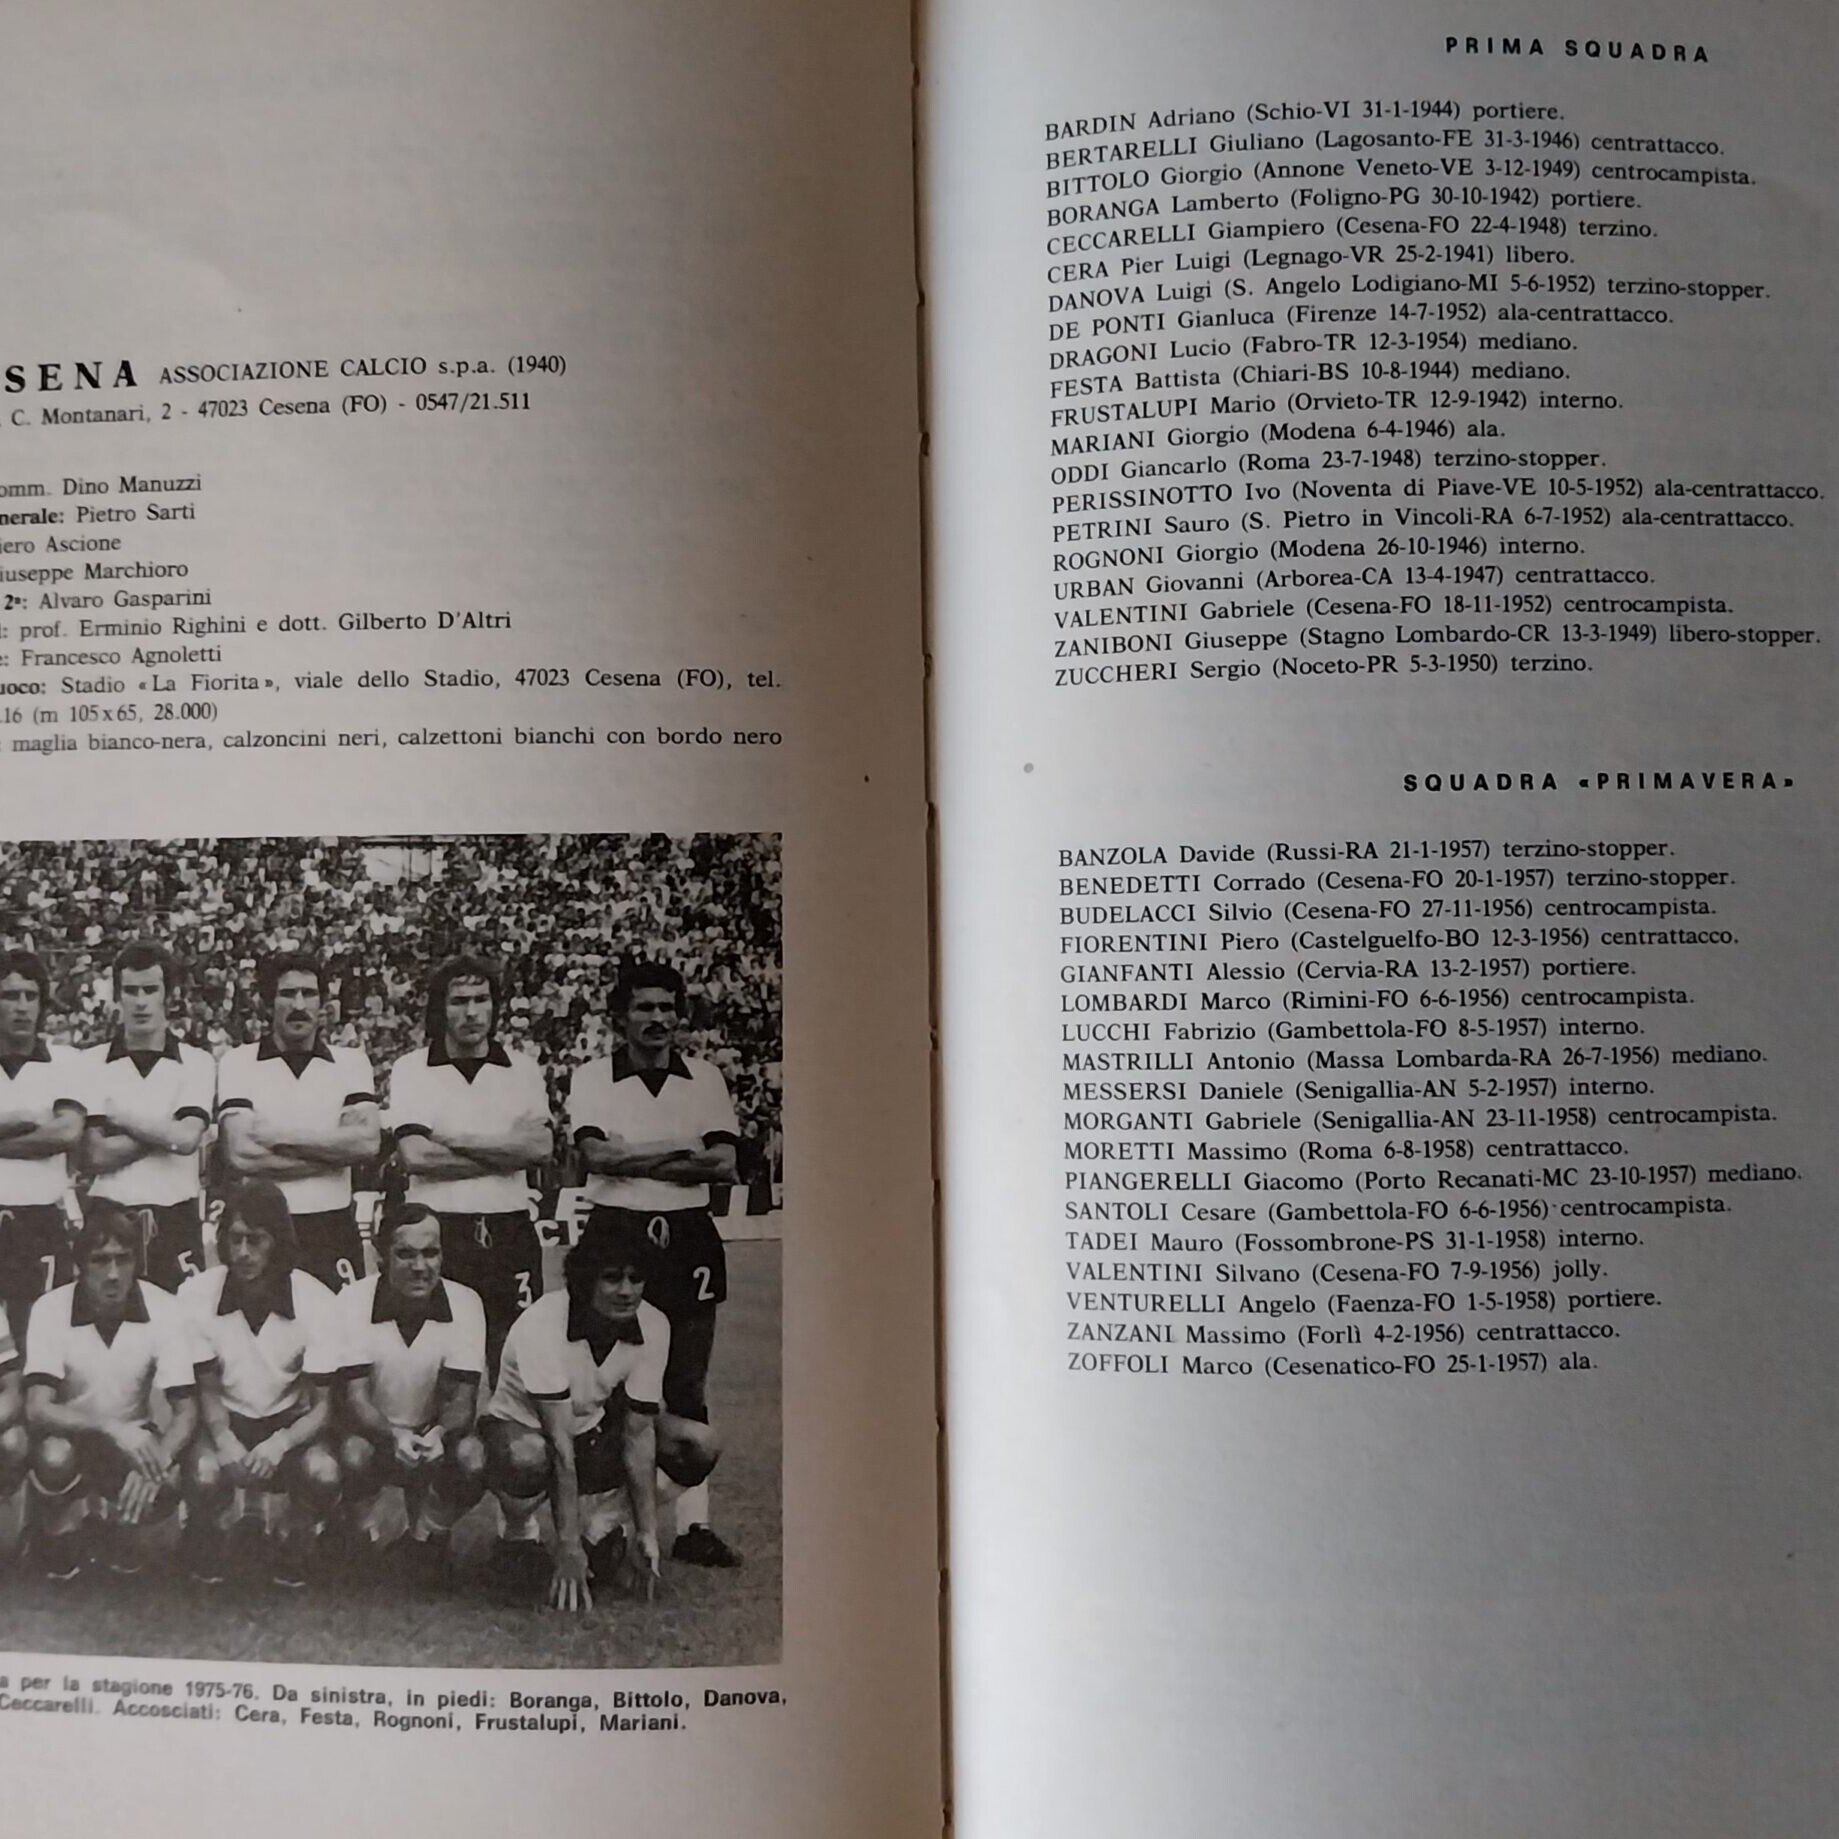 SENA ASSOCIAZIONE CALCIO s.p.a. (1940)
C. Montanari, 2 - 47023 Cesena (FO) - 0547/21.511
omm. Dino Manuzzi
nerale: Pietro Sarti
iero Ascione
iuseppe Marchioro
2ª: Alvaro Gasparini
: prof. Erminio Righini e dott. Gilberto D'Altri
e: Francesco Agnoletti
uoco: Stadio «La Fiorita», viale dello Stadio, 47023 Cesena (FO), tel.
.16 (m 105x65, 28.000)
: maglia bianco-nera, calzoncini neri, calzettoni bianchi con bordo nero
7
5
9
3
2
a per la stagione 1975-76. Da sinistra, in piedi: Boranga, Bittolo, Danova,
Ceccarelli. Accosciati: Cera, Festa, Rognoni, Frustalupi, Mariani.
PRIMA SQUADRA
BARDIN Adriano (Schio-VI 31-1-1944) portiere.
BERTARELLI Giuliano (Lagosanto-FE 31-3-1946) centrattacco.
BITTOLO Giorgio (Annone Veneto-VE 3-12-1949) centrocampista.
BORANGA Lamberto (Foligno-PG 30-10-1942) portiere.
CECCARELLI Giampiero (Cesena-FO 22-4-1948) terzino.
CERA Pier Luigi (Legnago-VR 25-2-1941) libero.
DANOVA Luigi (S. Angelo Lodigiano-MI 5-6-1952) terzino-stopper.
DE PONTI Gianluca (Firenze 14-7-1952) ala-centrattacco.
DRAGONI Lucio (Fabro-TR 12-3-1954) mediano.
FESTA Battista (Chiari-BS 10-8-1944) mediano.
FRUSTALUPI Mario (Orvieto-TR 12-9-1942) interno.
MARIANI Giorgio (Modena 6-4-1946) ala.
ODDI Giancarlo (Roma 23-7-1948) terzino-stopper.
PERISSINOTTO Ivo (Noventa di Piave-VE 10-5-1952) ala-centrattacco.
PETRINI Sauro (S. Pietro in Vincoli-RA 6-7-1952) ala-centrattacco.
ROGNONI Giorgio (Modena 26-10-1946) interno.
URBAN Giovanni (Arborea-CA 13-4-1947) centrattacco.
VALENTINI Gabriele (Cesena-FO 18-11-1952) centrocampista.
ZANIBONI Giuseppe (Stagno Lombardo-CR 13-3-1949) libero-stopper.
ZUCCHERI Sergio (Noceto-PR 5-3-1950) terzino.
SQUADRA «PRIMAVERA»
BANZOLA Davide (Russi-RA 21-1-1957) terzino-stopper.
BENEDETTI Corrado (Cesena-FO 20-1-1957) terzino-stopper.
BUDELACCI Silvio (Cesena-FO 27-11-1956) centrocampista.
FIORENTINI Piero (Castelguelfo-BO 12-3-1956) centrattacco.
GIANFANTI Alessio (Cervia-RA 13-2-1957) portiere.
LOMBARDI Marco (Rimini-FO 6-6-1956) centrocampista.
LUCCHI Fabrizio (Gambettola-FO 8-5-1957) interno.
MASTRILLI Antonio (Massa Lombarda-RA 26-7-1956) mediano.
MESSERSI Daniele (Senigallia-AN 5-2-1957) interno.
MORGANTI Gabriele (Senigallia-AN 23-11-1958) centrocampista.
MORETTI Massimo (Roma 6-8-1958) centrattacco.
PIANGERELLI Giacomo (Porto Recanati-MC 23-10-1957) mediano.
SANTOLI Cesare (Gambettola-FO 6-6-1956) centrocampista.
TADEI Mauro (Fossombrone-PS 31-1-1958) interno.
VALENTINI Silvano (Cesena-FO 7-9-1956) jolly.
VENTURELLI Angelo (Faenza-FO 1-5-1958) portiere.
ZANZANI Massimo (Forlì 4-2-1956) centrattacco.
ZOFFOLI Marco (Cesenatico-FO 25-1-1957) ala.